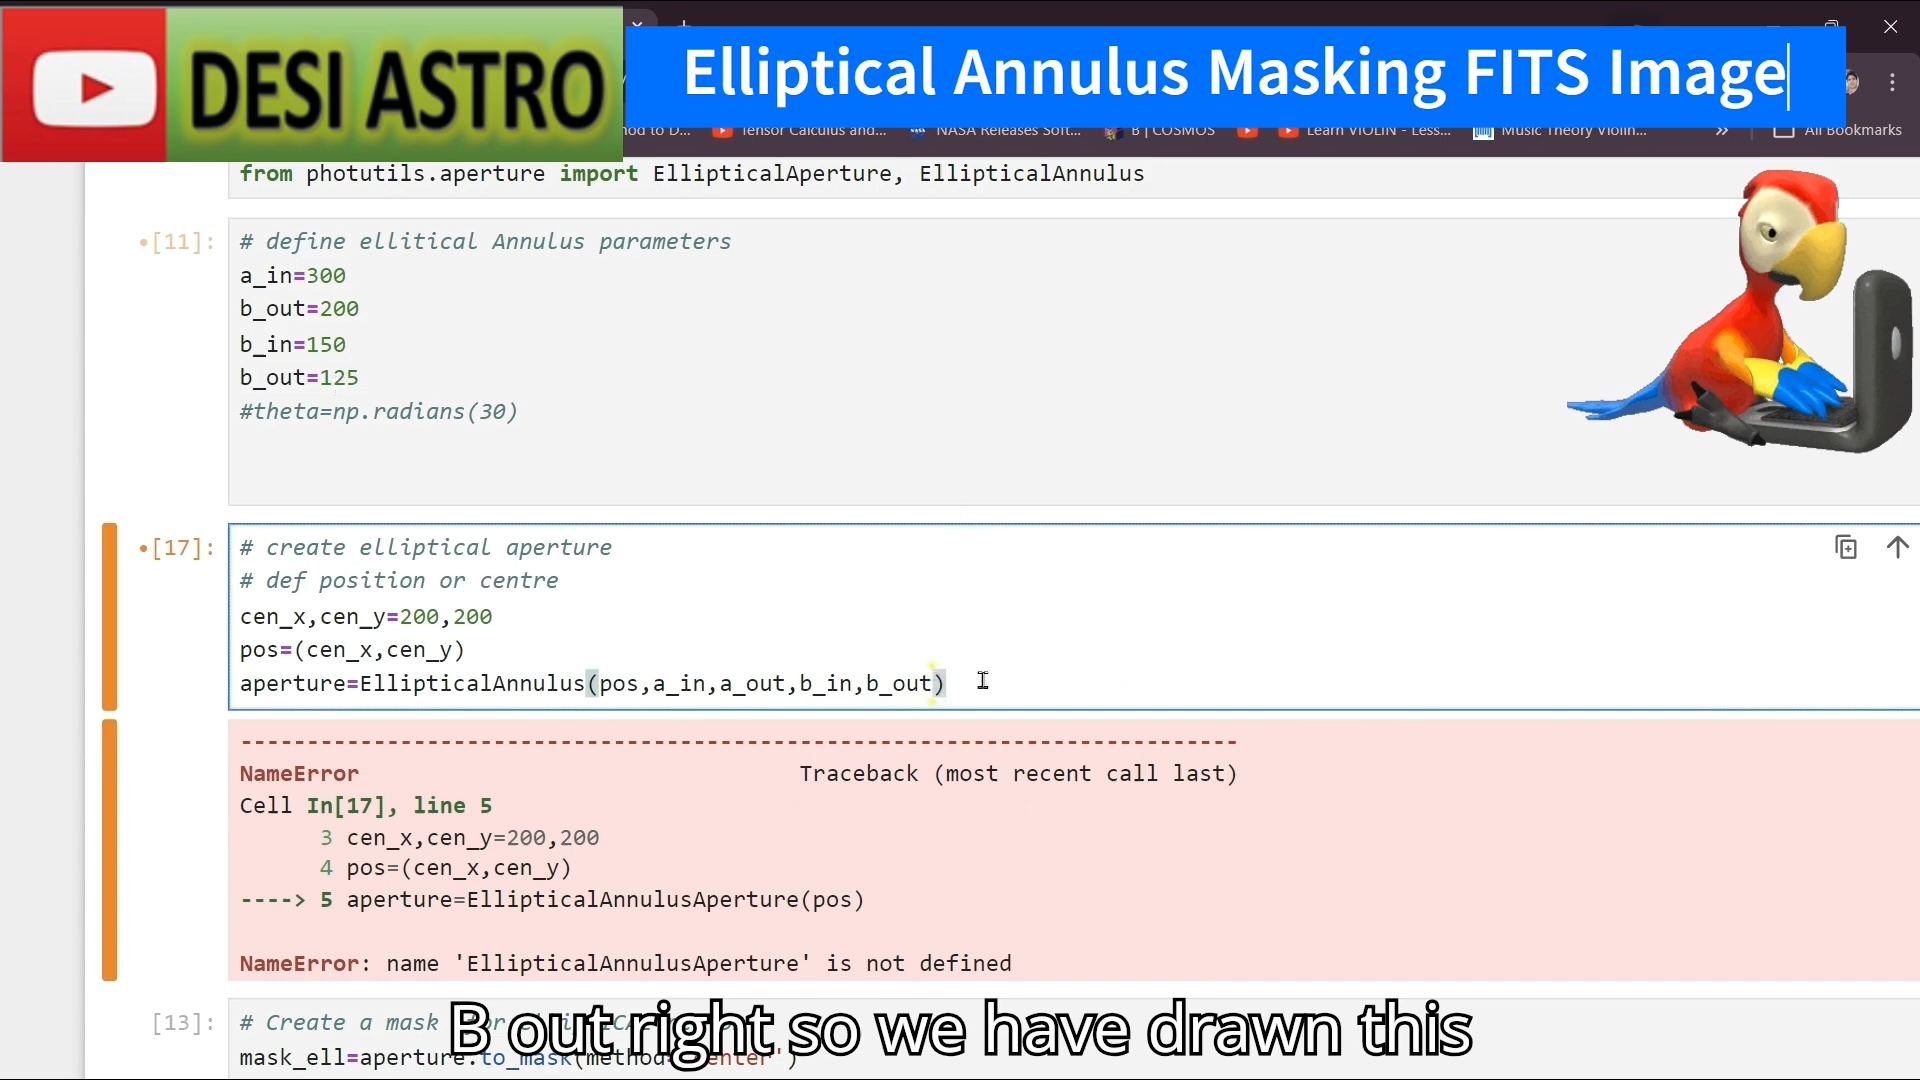 DESI ASTRO
Elliptical Annulus Masking FITS Image
Tensor Calculus and...
NASA Releases Soft...
B | COSMOS
Learn VIOLIN - Less...
Music Theory Violin...
»
All Bookmarks
from photutils.aperture import EllipticalAperture, EllipticalAnnulus
•[11]:
# define ellitical Annulus parameters
a_in=300
b_out=200
b_in=150
b_out=125
#theta=np.radians(30)
•[17]:
# create elliptical aperture
# def position or centre
cen_x,cen_y=200,200
pos=(cen_x,cen_y)
aperture=EllipticalAnnulus(pos,a_in,a_out,b_in,b_out)
---------------------------------------------------------------------------
NameError Traceback (most recent call last)
Cell In[17], line 5
3 cen_x,cen_y=200,200
4 pos=(cen_x,cen_y)
----> 5 aperture=EllipticalAnnulusAperture(pos)
NameError: name 'EllipticalAnnulusAperture' is not defined
[13]:
# Create a mask
mask_ell=aperture.to_mask(method=
B out right so we have drawn this